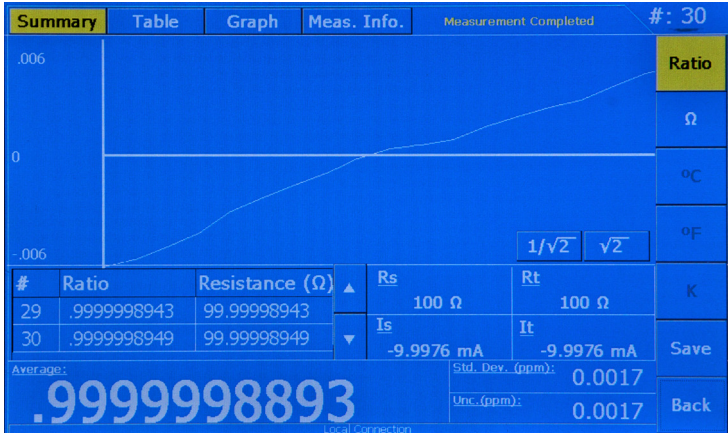 Summary Table Graph Meas. Info. Measurement Completed #: 30
.006
Ratio
Ω
0
°C
°F
1/√2 √2
-.006
# Ratio Resistance (Ω) ▲ Rs Rt
K
29 .9999998943 99.99998943 100 Ω 100 Ω
30 .9999998949 99.99998949 ▼ Is It
-9.9976 mA -9.9976 mA
Save
Average: Std. Dev. (ppm): 0.0017
.9999998893 Unc.(ppm): 0.0017
Back
Local Connection